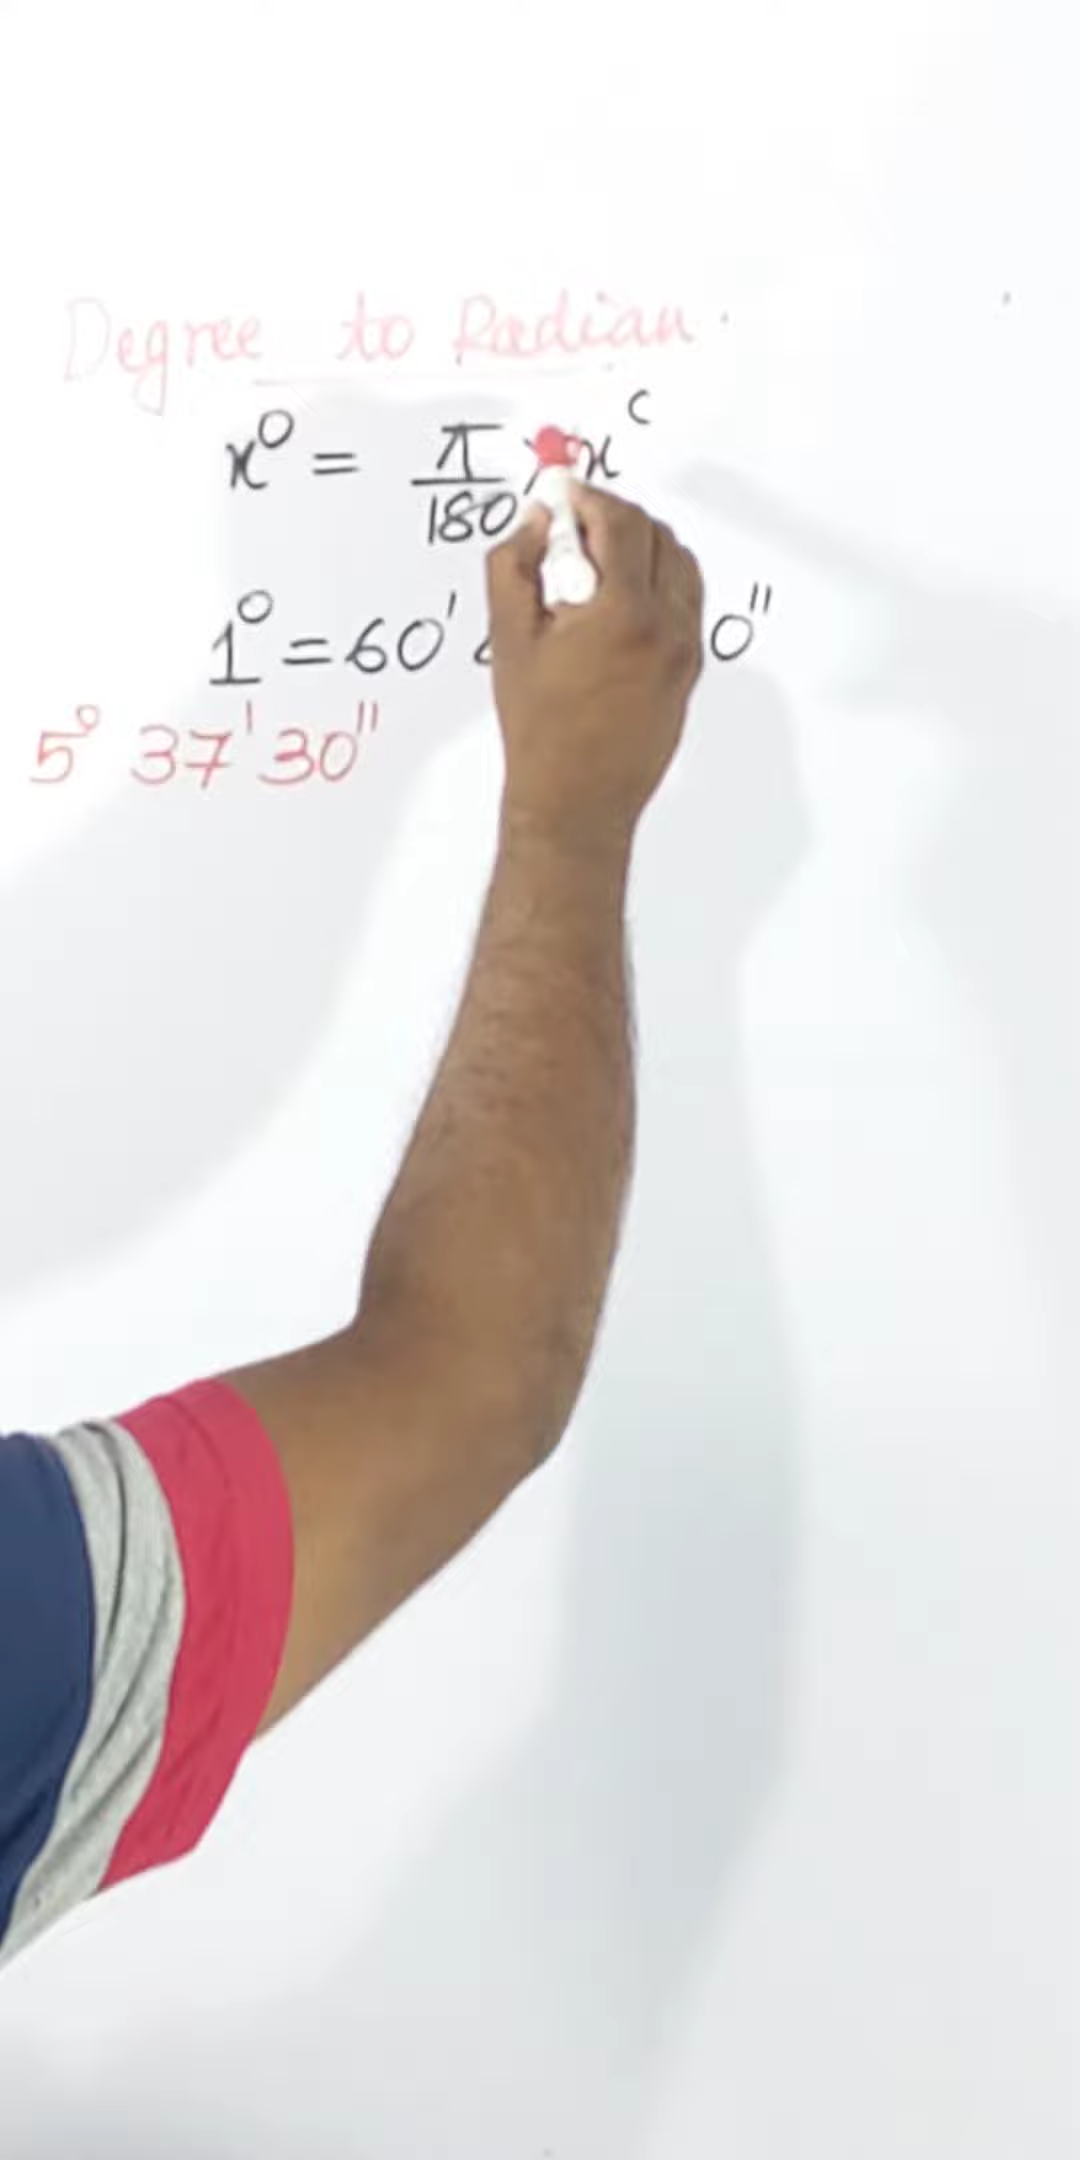 Degree to Radian.
x° = π/180 × x^c
1° = 60' 0"
5° 37' 30"